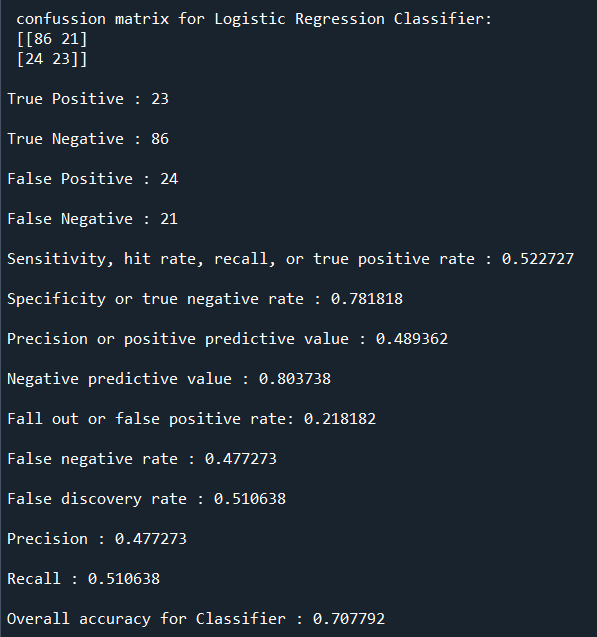 confussion matrix for Logistic Regression Classifier:
[[86 21]
[24 23]]
True Positive : 23
True Negative : 86
False Positive : 24
False Negative : 21
Sensitivity, hit rate, recall, or true positive rate : 0.522727
Specificity or true negative rate : 0.781818
Precision or positive predictive value : 0.489362
Negative predictive value : 0.803738
Fall out or false positive rate: 0.218182
False negative rate : 0.477273
False discovery rate : 0.510638
Precision : 0.477273
Recall : 0.510638
Overall accuracy for Classifier : 0.707792